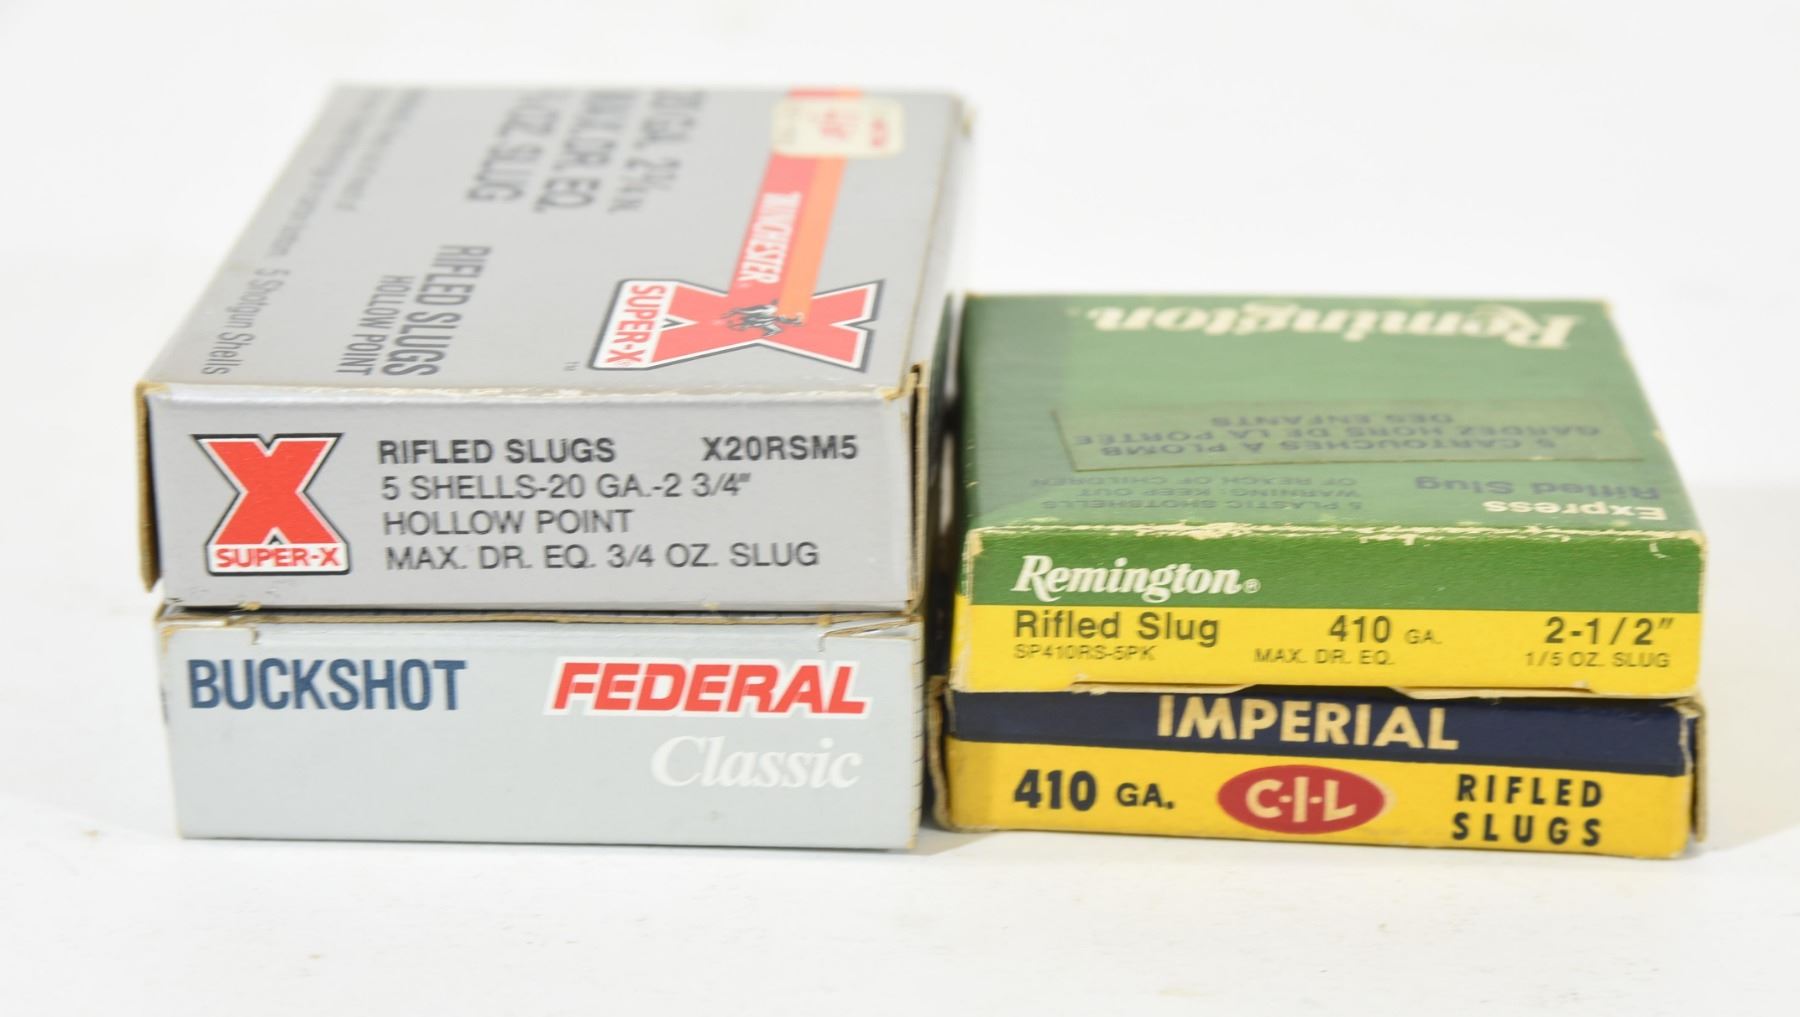 20 GA. 2¾ IN.
MAX. DR. EQ.
¾ OZ. SLUG
RIFLED SLUGS
HOLLOW POINT
5 Shotgun Shells
WINCHESTER
SUPER-X
TM
X
SUPER-X
RIFLED SLUGS X20RSM5
5 SHELLS-20 GA.-2 3/4"
HOLLOW POINT
MAX. DR. EQ. 3/4 OZ. SLUG
BUCKSHOT FEDERAL
Classic
Remington
5 CARTOUCHES À PLOMB
GARDEZ HORS DE LA PORTÉE
DES ENFANTS
Express
Rifled Slug
5 PLASTIC SHOTSHELLS
WARNING: KEEP OUT
OF REACH OF CHILDREN
Remington®
Rifled Slug 410 GA. 2-1/2"
SP410RS-5PK MAX. DR. EQ. 1/5 OZ. SLUG
IMPERIAL
410 GA. C-I-L RIFLED
SLUGS